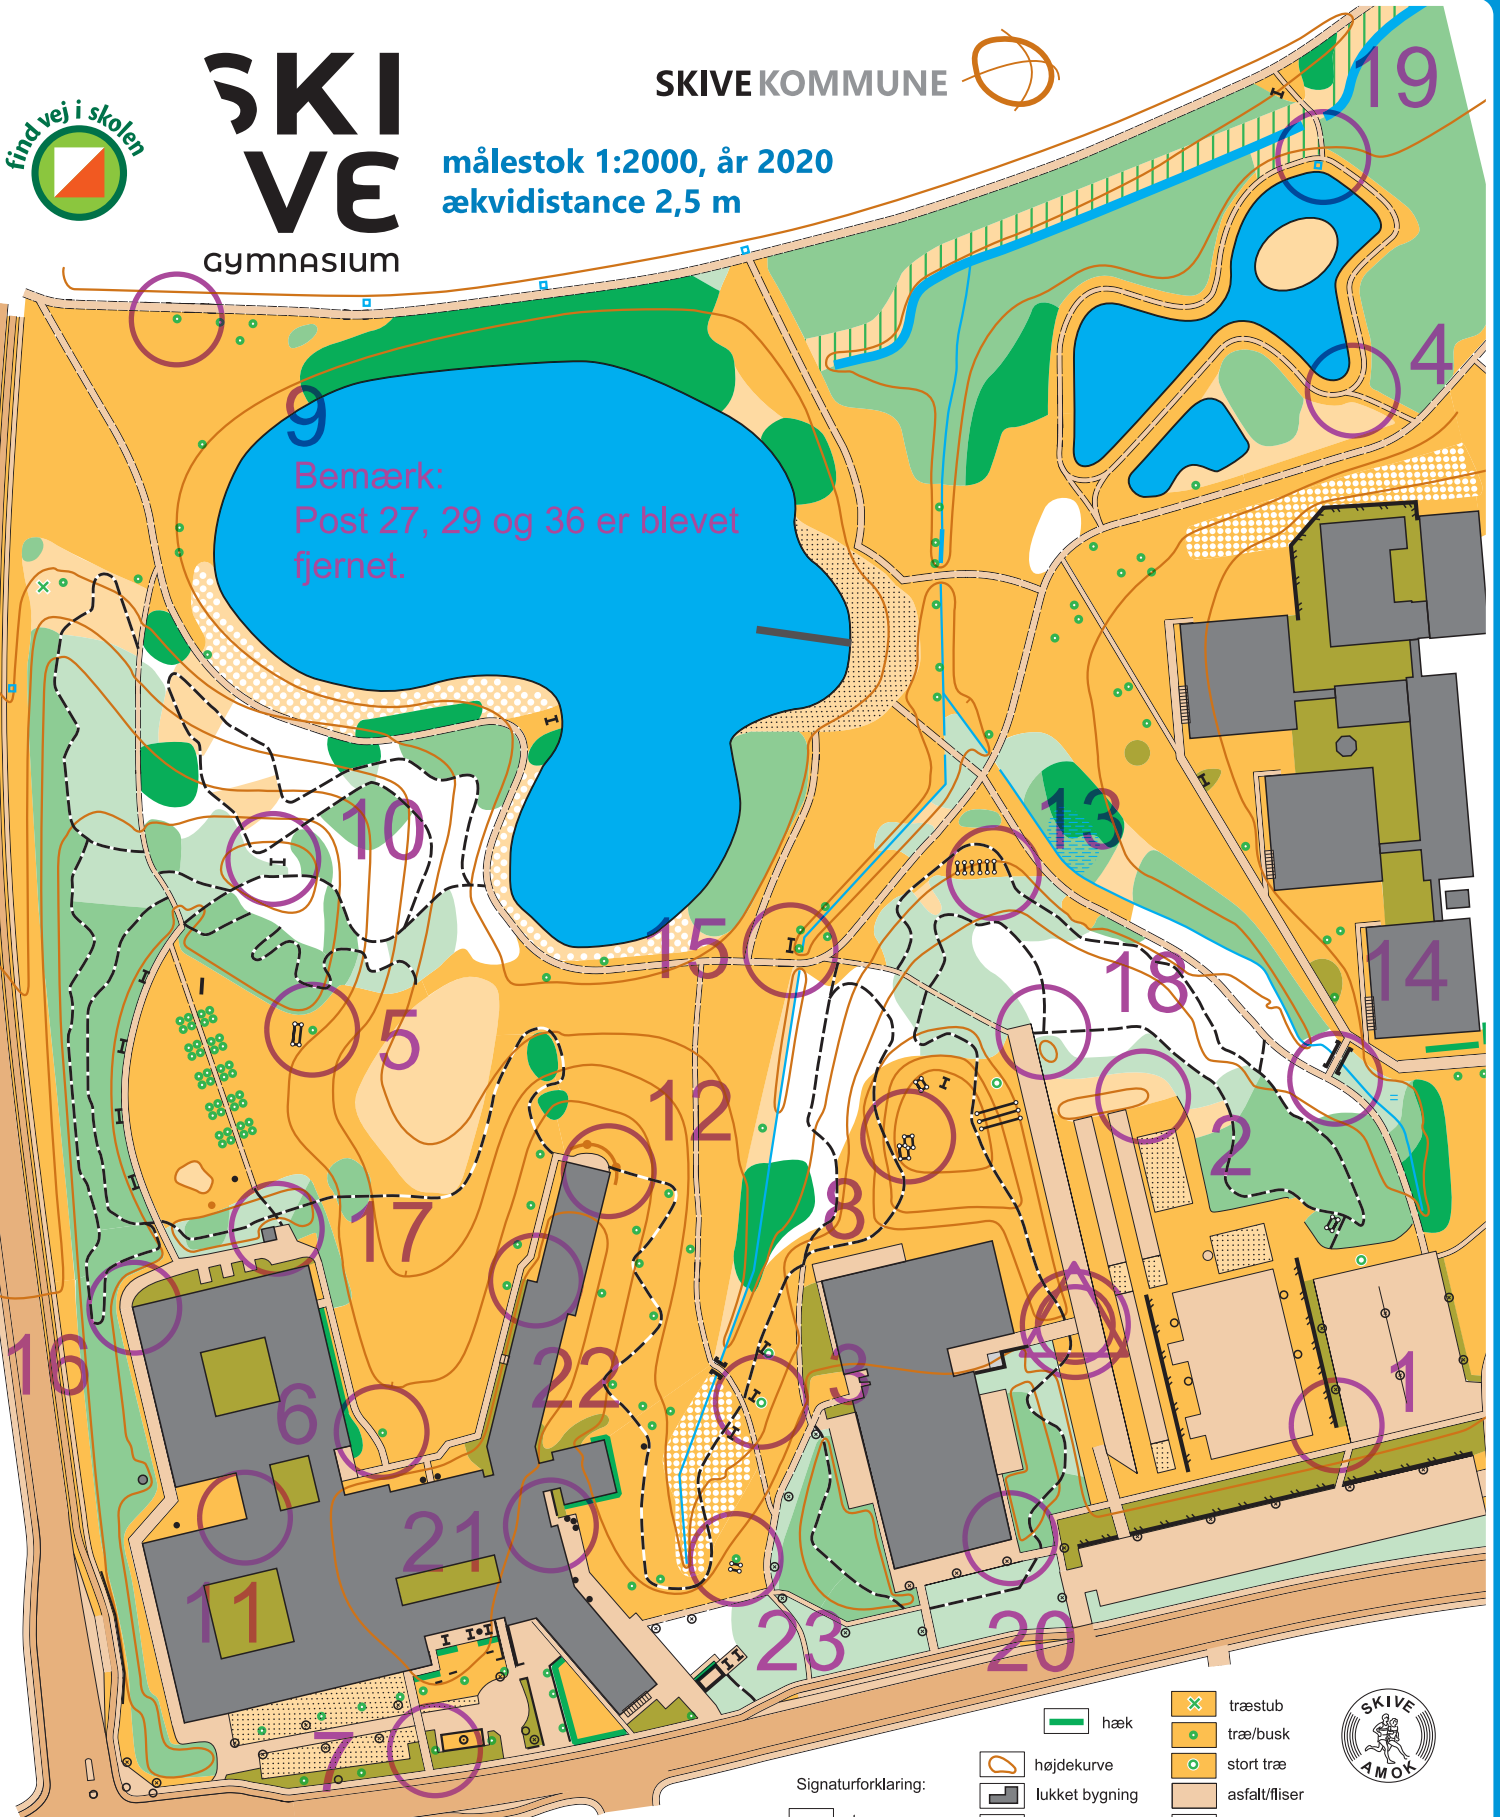 find vej i skolen
SKI
VE
GYMNASIUM
SKIVE KOMMUNE
målestok 1:2000, år 2020
ækvidistance 2,5 m
19
4
9
Bemærk:
Post 27, 29 og 36 er blevet
fjernet.
10
13
15
14
18
5
12
2
8
17
16
3
1
22
6
21
11
23
20
7
hæk
træstub
træ/busk
højdekurve
stort træ
Signaturforklaring:
lukket bygning
asfalt/fliser
SKIVE
AMOK